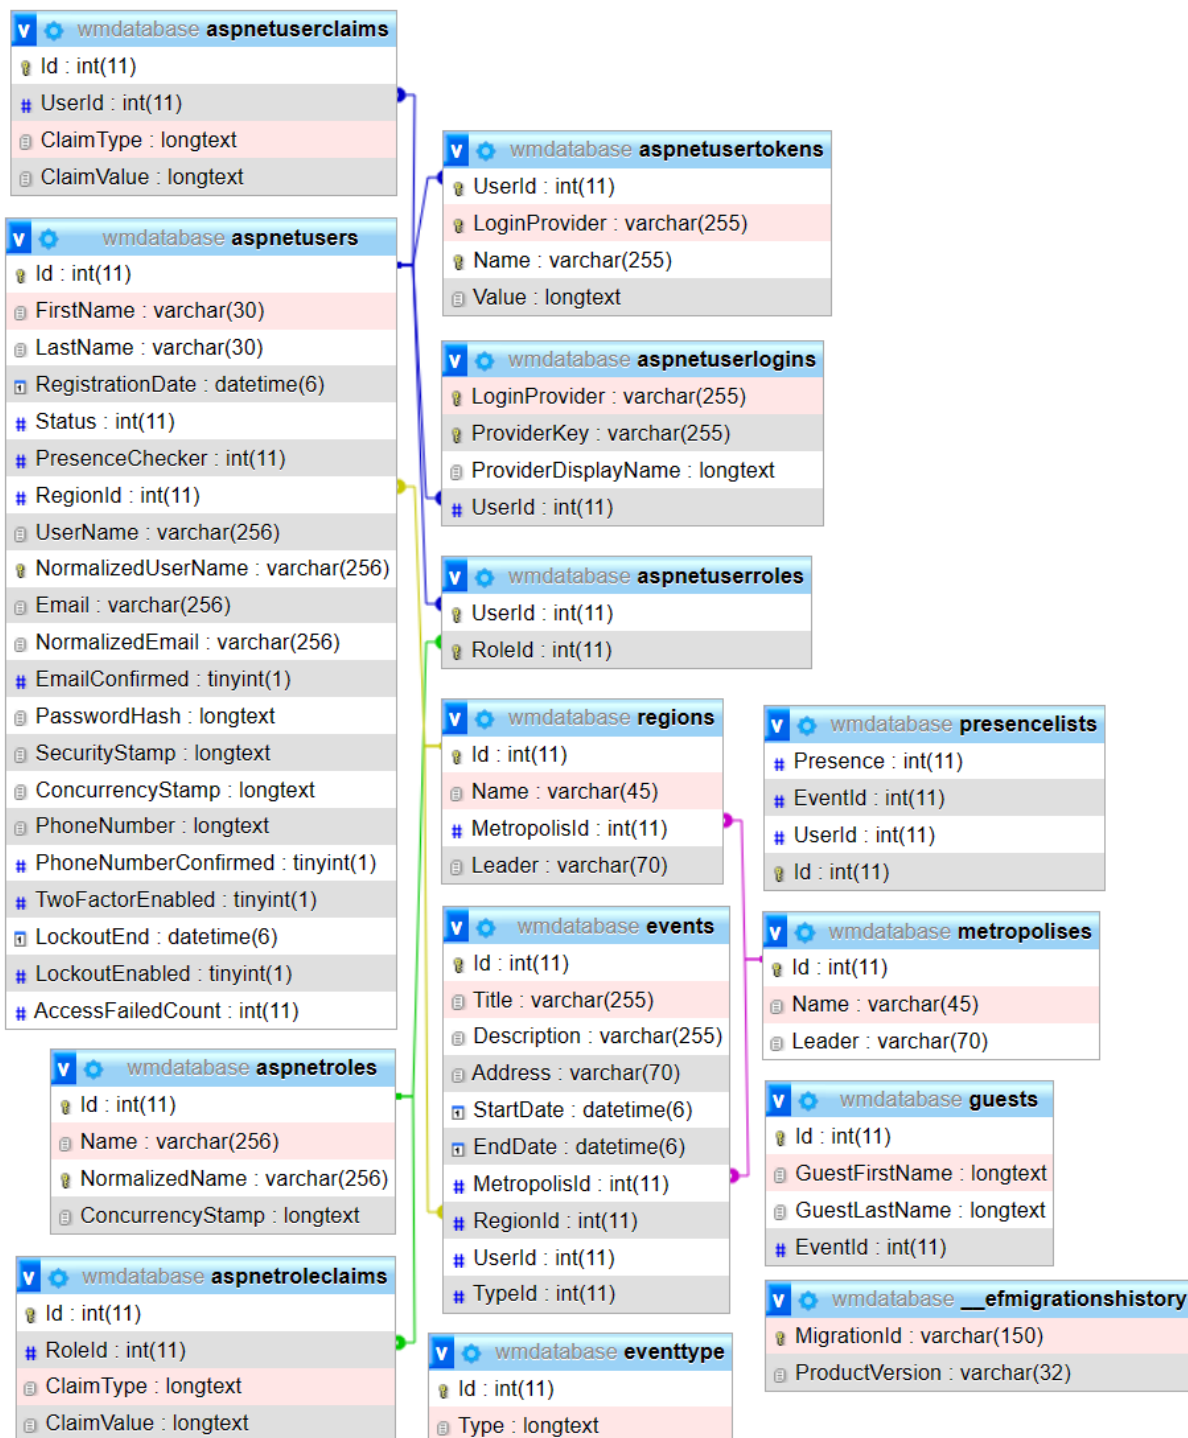 wmdatabase aspnetuserclaims
Id : int(11)
UserId : int(11)
ClaimType : longtext
ClaimValue : longtext
wmdatabase aspnetusers
Id : int(11)
FirstName : varchar(30)
LastName : varchar(30)
RegistrationDate : datetime(6)
Status : int(11)
PresenceChecker : int(11)
RegionId : int(11)
UserName : varchar(256)
NormalizedUserName : varchar(256)
Email : varchar(256)
NormalizedEmail : varchar(256)
EmailConfirmed : tinyint(1)
PasswordHash : longtext
SecurityStamp : longtext
ConcurrencyStamp : longtext
PhoneNumber : longtext
PhoneNumberConfirmed : tinyint(1)
TwoFactorEnabled : tinyint(1)
LockoutEnd : datetime(6)
LockoutEnabled : tinyint(1)
AccessFailedCount : int(11)
wmdatabase aspnetroles
Id : int(11)
Name : varchar(256)
NormalizedName : varchar(256)
ConcurrencyStamp : longtext
wmdatabase aspnetroleclaims
Id : int(11)
RoleId : int(11)
ClaimType : longtext
ClaimValue : longtext
wmdatabase aspnetusertokens
UserId : int(11)
LoginProvider : varchar(255)
Name : varchar(255)
Value : longtext
wmdatabase aspnetuserlogins
LoginProvider : varchar(255)
ProviderKey : varchar(255)
ProviderDisplayName : longtext
UserId : int(11)
wmdatabase aspnetuserroles
UserId : int(11)
RoleId : int(11)
wmdatabase regions
Id : int(11)
Name : varchar(45)
MetropolisId : int(11)
Leader : varchar(70)
wmdatabase events
Id : int(11)
Title : varchar(255)
Description : varchar(255)
Address : varchar(70)
StartDate : datetime(6)
EndDate : datetime(6)
MetropolisId : int(11)
RegionId : int(11)
UserId : int(11)
TypeId : int(11)
wmdatabase eventtype
Id : int(11)
Type : longtext
wmdatabase presencelists
Presence : int(11)
EventId : int(11)
UserId : int(11)
Id : int(11)
wmdatabase metropolises
Id : int(11)
Name : varchar(45)
Leader : varchar(70)
wmdatabase guests
Id : int(11)
GuestFirstName : longtext
GuestLastName : longtext
EventId : int(11)
wmdatabase __efmigrationshistory
MigrationId : varchar(150)
ProductVersion : varchar(32)